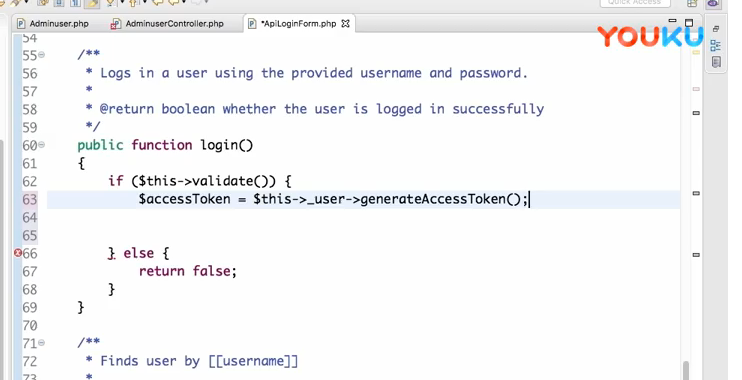 Quick Access
Adminuser.php
AdminuserController.php
*ApiLoginForm.php
YOUKU
54
55 /**
56 * Logs in a user using the provided username and password.
57 *
58 * @return boolean whether the user is logged in successfully
59 */
60 public function login()
61 {
62 if ($this->validate()) {
63 $accessToken = $this->_user->generateAccessToken();
64
65
66 } else {
67 return false;
68 }
69 }
70
71 /**
72 * Finds user by [[username]]
73 *